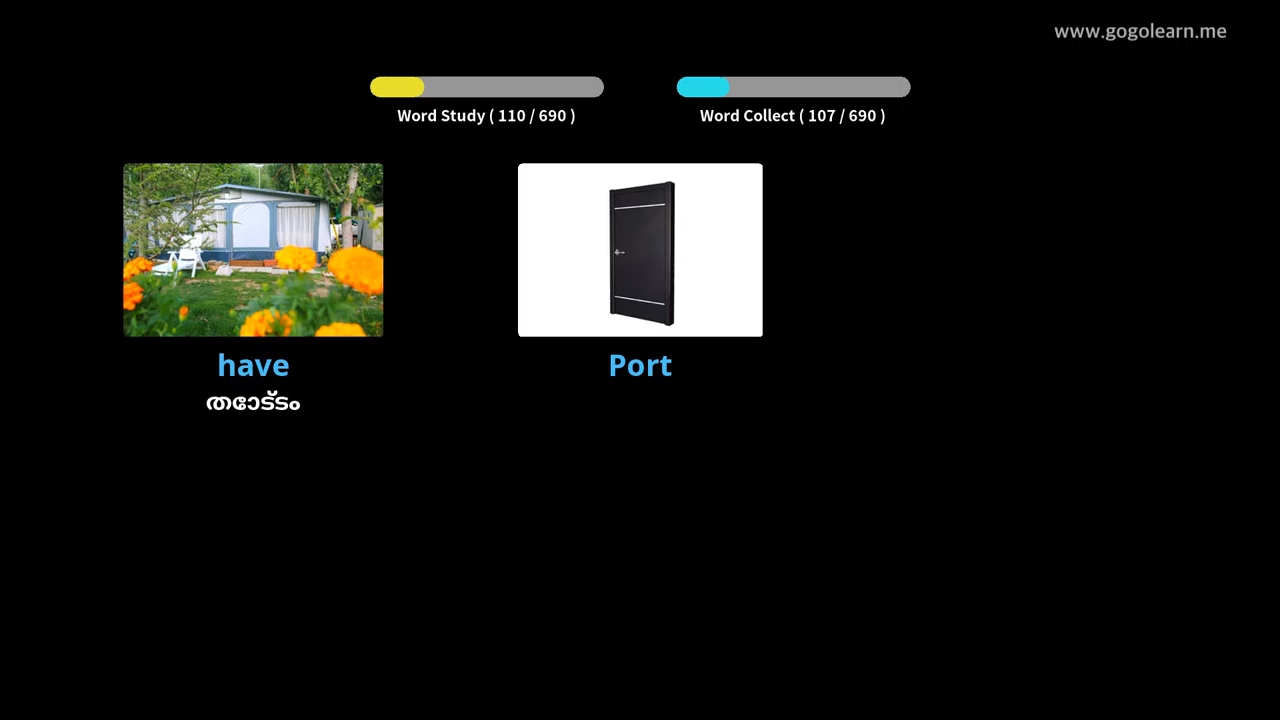 www.gogolearn.me
Word Study ( 110 / 690 )
Word Collect ( 107 / 690 )
have
Port
തോട്ടം